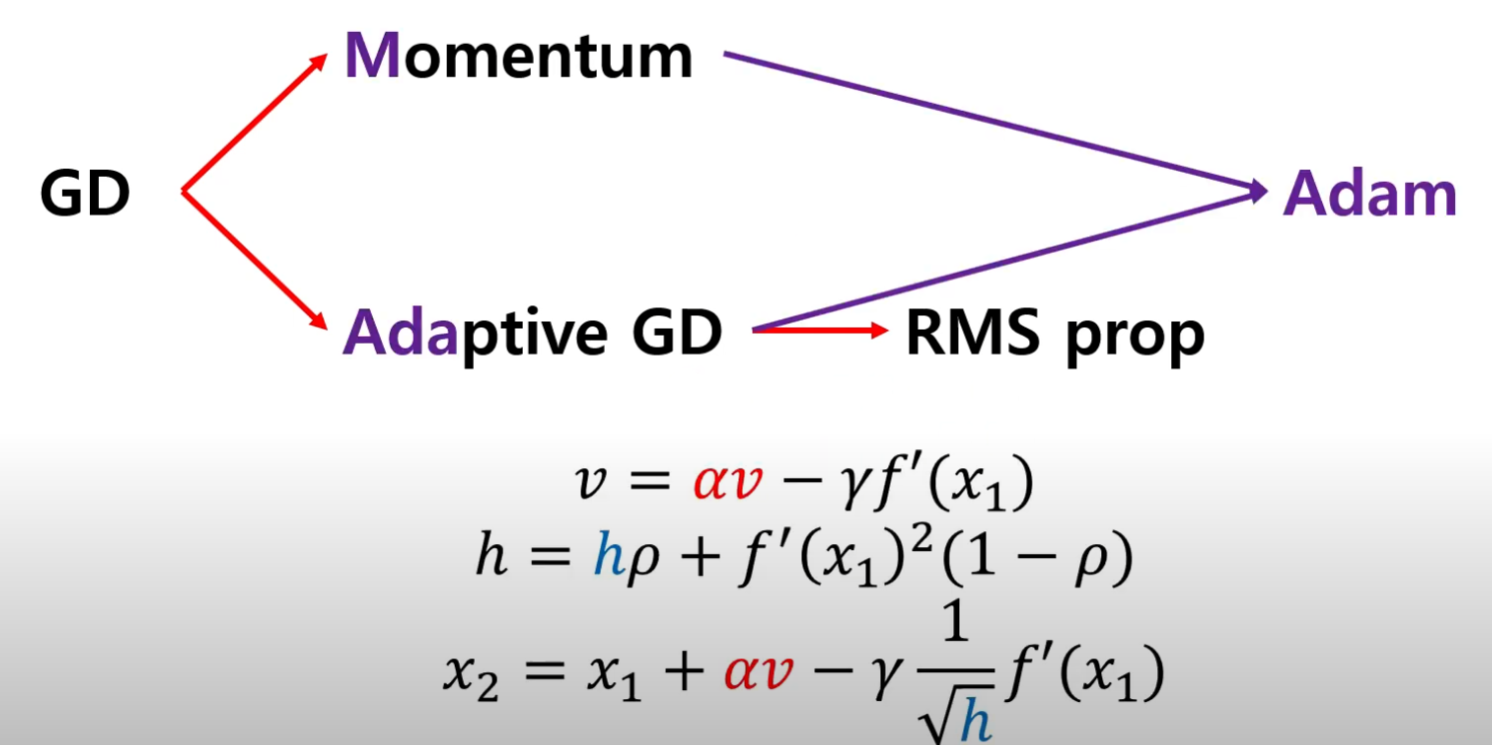 Momentum
GD
Adam
Adaptive GD
RMS prop
v = αv − γf′(x₁)
h = hρ + f′(x₁)²(1 − ρ)
x₂ = x₁ + αv − γ 1/√h f′(x₁)